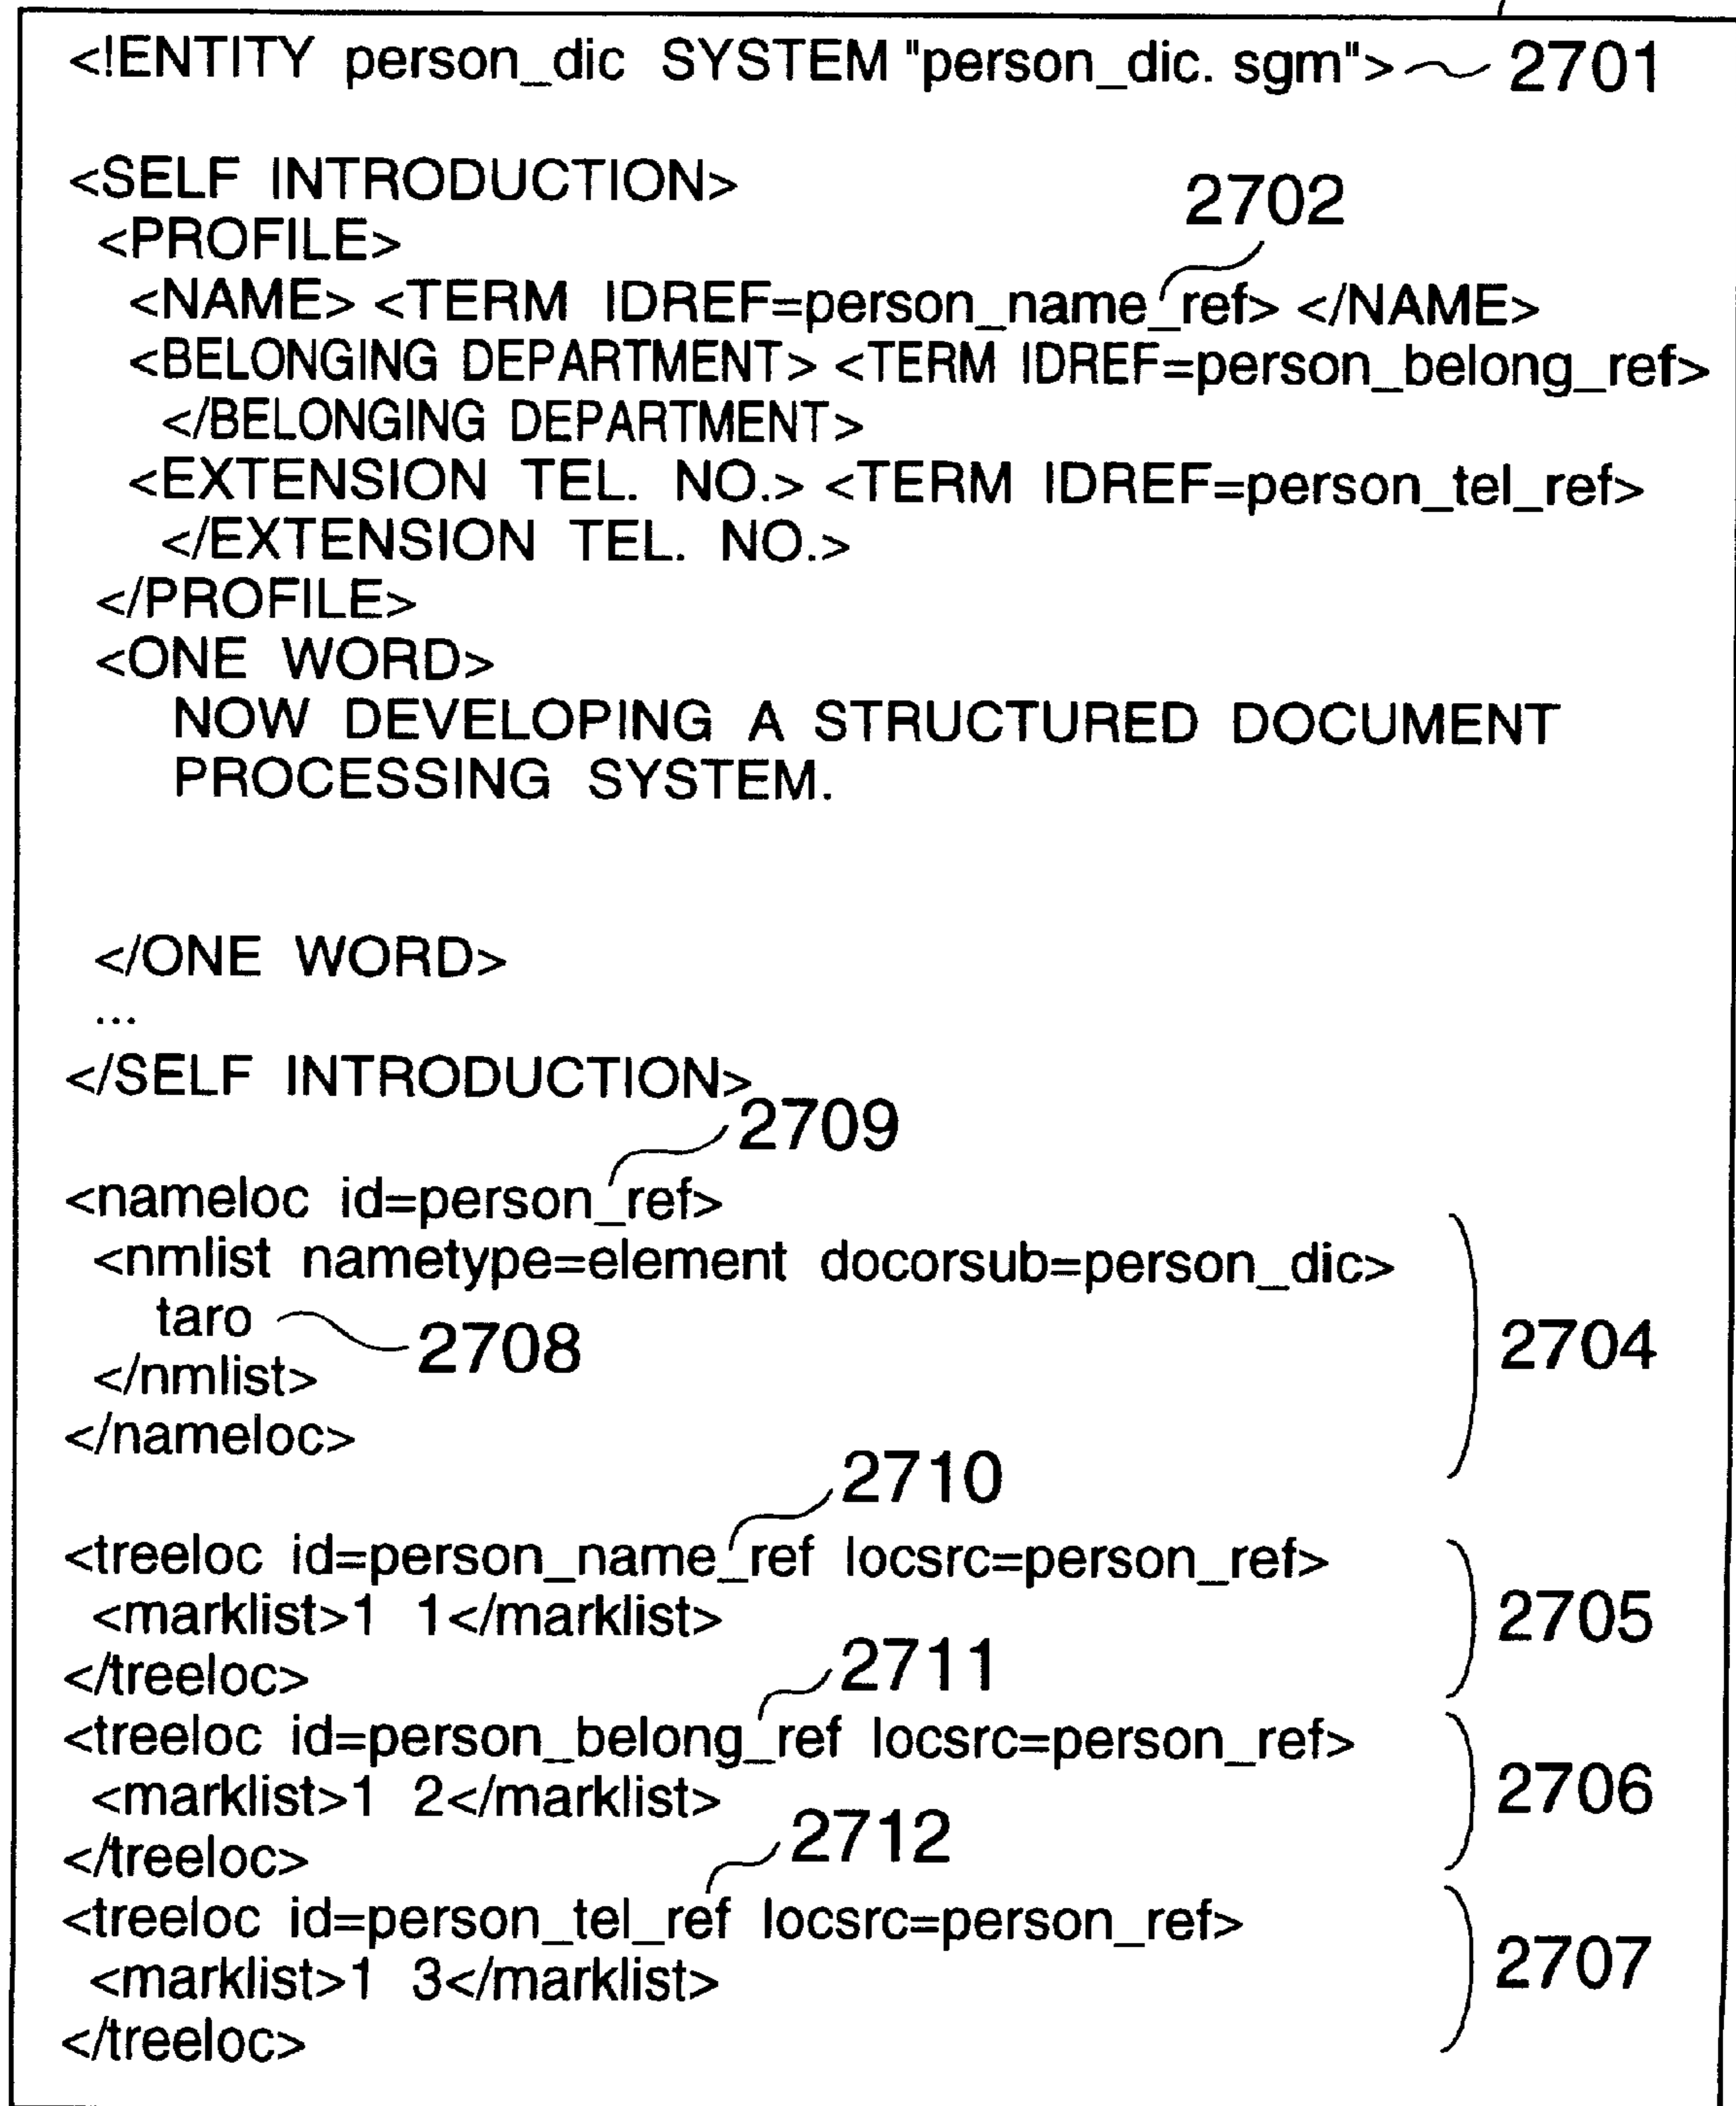 <!ENTITY person_dic SYSTEM "person_dic. sgm"> 2701
<SELF INTRODUCTION>
2702
<PROFILE>
<NAME> <TERM IDREF=person_name_ref> </NAME>
<BELONGING DEPARTMENT> <TERM IDREF=person_belong_ref>
</BELONGING DEPARTMENT>
<EXTENSION TEL. NO.> <TERM IDREF=person_tel_ref>
</EXTENSION TEL. NO.>
</PROFILE>
<ONE WORD>
NOW DEVELOPING A STRUCTURED DOCUMENT
PROCESSING SYSTEM.
</ONE WORD>
...
</SELF INTRODUCTION>
2709
<nameloc id=person_ref>
<nmlist nametype=element docorsub=person_dic>
taro 2708
2704
</nmlist>
</nameloc>
2710
<treeloc id=person_name_ref locsrc=person_ref>
<marklist>1 1</marklist> 2705
</treeloc>
2711
<treeloc id=person_belong_ref locsrc=person_ref>
<marklist>1 2</marklist> 2706
</treeloc>
2712
<treeloc id=person_tel_ref locsrc=person_ref>
<marklist>1 3</marklist> 2707
</treeloc>